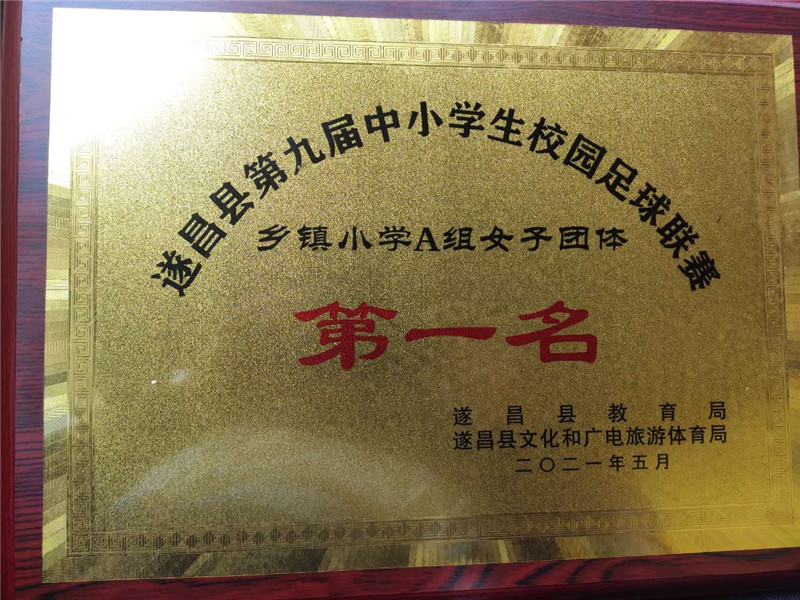 遂昌县第九届中小学生校园足球联赛
乡镇小学A组女子团体
第一名
遂昌县教育局
遂昌县文化和广电旅游体育局
二〇二一年五月